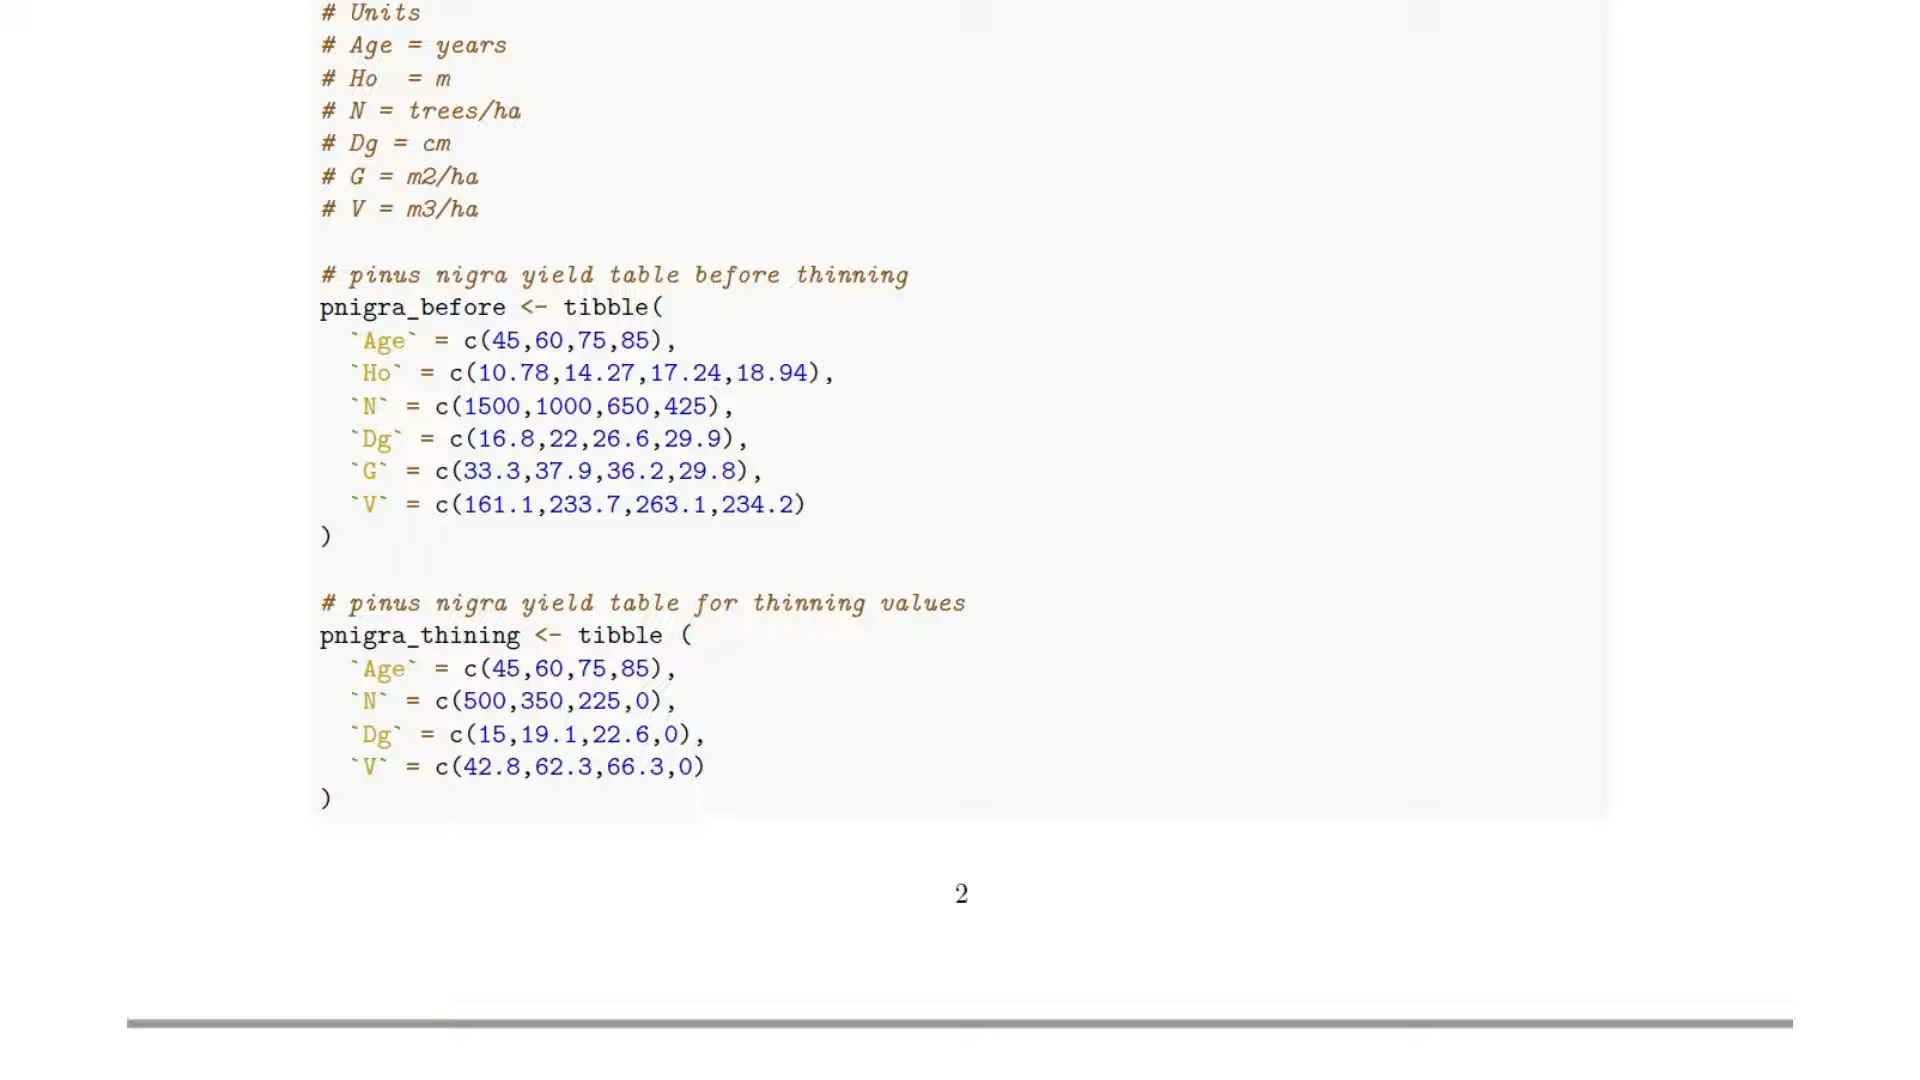 # Units
# Age = years
# Ho  = m
# N = trees/ha
# Dg = cm
# G = m2/ha
# V = m3/ha
# pinus nigra yield table before thinning
pnigra_before <- tibble(
  `Age` = c(45,60,75,85),
  `Ho` = c(10.78,14.27,17.24,18.94),
  `N` = c(1500,1000,650,425),
  `Dg` = c(16.8,22,26.6,29.9),
  `G` = c(33.3,37.9,36.2,29.8),
  `V` = c(161.1,233.7,263.1,234.2)
)
# pinus nigra yield table for thinning values
pnigra_thining <- tibble (
  `Age` = c(45,60,75,85),
  `N` = c(500,350,225,0),
  `Dg` = c(15,19.1,22.6,0),
  `V` = c(42.8,62.3,66.3,0)
)
2